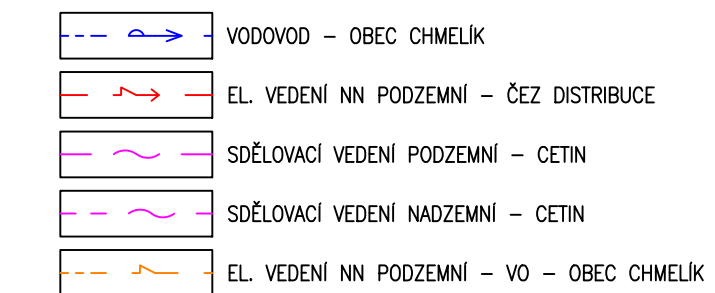 VODOVOD – OBEC CHMELÍK
EL. VEDENÍ NN PODZEMNÍ – ČEZ DISTRIBUCE
SDĚLOVACÍ VEDENÍ PODZEMNÍ – CETIN
SDĚLOVACÍ VEDENÍ NADZEMNÍ – CETIN
EL. VEDENÍ NN PODZEMNÍ – VO – OBEC CHMELÍK